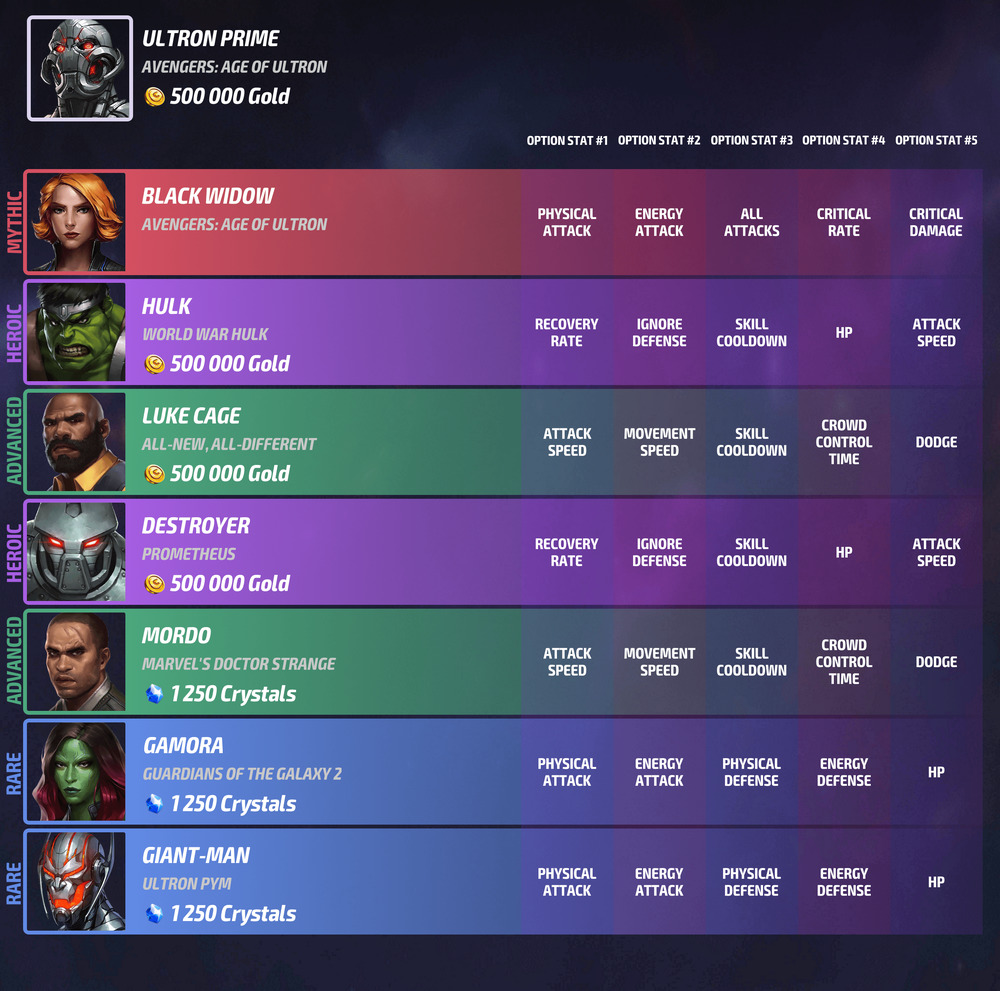 ULTRON PRIME
AVENGERS: AGE OF ULTRON
500 000 Gold
OPTION STAT #1 OPTION STAT #2 OPTION STAT #3 OPTION STAT #4 OPTION STAT #5
MYTHIC
BLACK WIDOW
AVENGERS: AGE OF ULTRON
PHYSICAL ATTACK
ENERGY ATTACK
ALL ATTACKS
CRITICAL RATE
CRITICAL DAMAGE
HEROIC
HULK
WORLD WAR HULK
500 000 Gold
RECOVERY RATE
IGNORE DEFENSE
SKILL COOLDOWN
HP
ATTACK SPEED
ADVANCED
LUKE CAGE
ALL-NEW, ALL-DIFFERENT
500 000 Gold
ATTACK SPEED
MOVEMENT SPEED
SKILL COOLDOWN
CROWD CONTROL TIME
DODGE
HEROIC
DESTROYER
PROMETHEUS
500 000 Gold
RECOVERY RATE
IGNORE DEFENSE
SKILL COOLDOWN
HP
ATTACK SPEED
ADVANCED
MORDO
MARVEL'S DOCTOR STRANGE
1 250 Crystals
ATTACK SPEED
MOVEMENT SPEED
SKILL COOLDOWN
CROWD CONTROL TIME
DODGE
RARE
GAMORA
GUARDIANS OF THE GALAXY 2
1 250 Crystals
PHYSICAL ATTACK
ENERGY ATTACK
PHYSICAL DEFENSE
ENERGY DEFENSE
HP
RARE
GIANT-MAN
ULTRON PYM
1 250 Crystals
PHYSICAL ATTACK
ENERGY ATTACK
PHYSICAL DEFENSE
ENERGY DEFENSE
HP